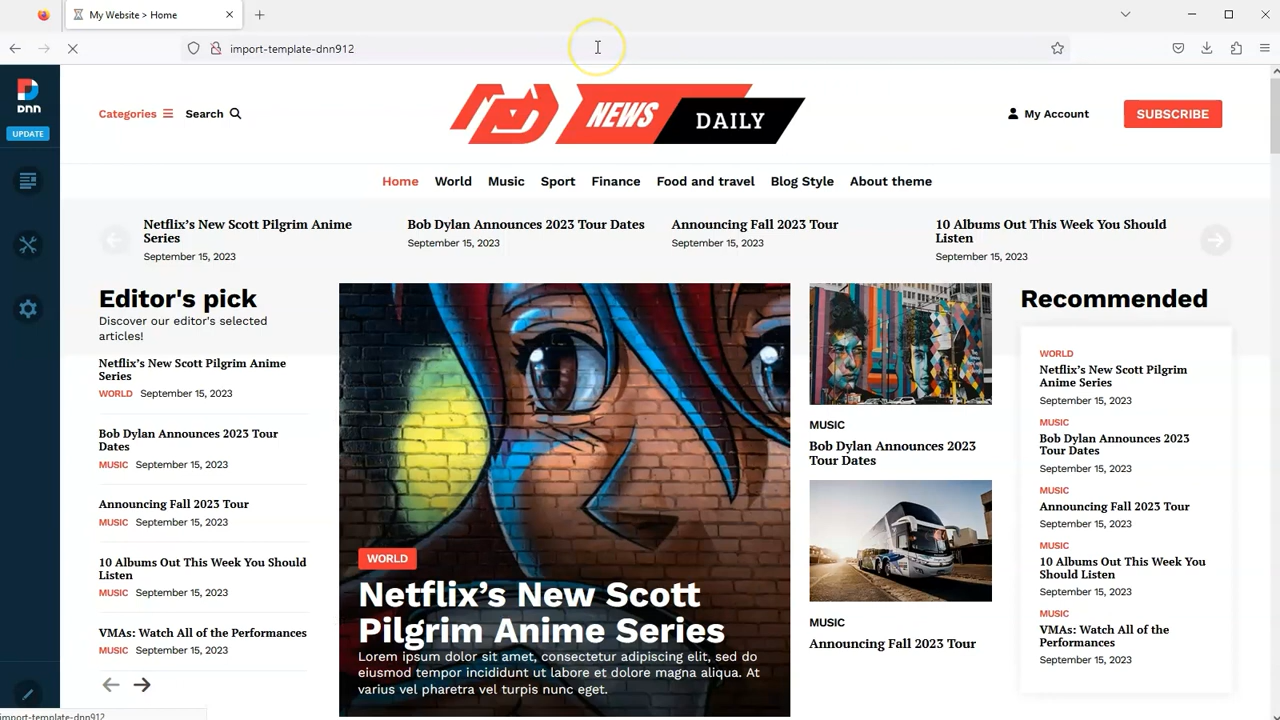 My Website > Home
import-template-dnn912
Dnn
UPDATE
Categories
Search
NEWS
DAILY
My Account
SUBSCRIBE
Home World Music Sport Finance Food and travel Blog Style About theme
Netflix’s New Scott Pilgrim Anime
Series
September 15, 2023
Bob Dylan Announces 2023 Tour Dates
September 15, 2023
Announcing Fall 2023 Tour
September 15, 2023
10 Albums Out This Week You Should
Listen
September 15, 2023
Editor's pick
Discover our editor's selected
articles!
Netflix’s New Scott Pilgrim Anime
Series
WORLD September 15, 2023
Bob Dylan Announces 2023 Tour
Dates
MUSIC September 15, 2023
Announcing Fall 2023 Tour
MUSIC September 15, 2023
10 Albums Out This Week You Should
Listen
MUSIC September 15, 2023
VMAs: Watch All of the Performances
MUSIC September 15, 2023
WORLD
Netflix’s New Scott
Pilgrim Anime Series
Lorem ipsum dolor sit amet, consectetur adipiscing elit, sed do
eiusmod tempor incididunt ut labore et dolore magna aliqua. At
varius vel pharetra vel turpis nunc eget.
MUSIC
Bob Dylan Announces 2023
Tour Dates
MUSIC
Announcing Fall 2023 Tour
Recommended
WORLD
Netflix’s New Scott Pilgrim
Anime Series
September 15, 2023
MUSIC
Bob Dylan Announces 2023
Tour Dates
September 15, 2023
MUSIC
Announcing Fall 2023 Tour
September 15, 2023
MUSIC
10 Albums Out This Week You
Should Listen
September 15, 2023
MUSIC
VMAs: Watch All of the
Performances
September 15, 2023
import-template-dnn912